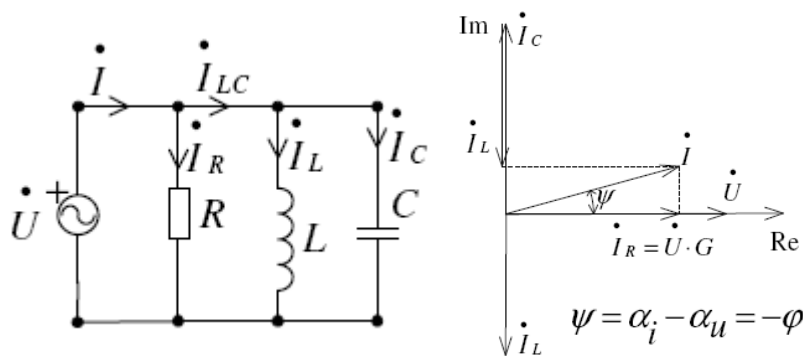 İ İ_LC
İ_R İ_L İ_C
U̇ + R L C
Im İ_C
İ_L İ
ψ U̇
İ_R = U̇ · G Re
İ_L ψ = α_i − α_u = −φ